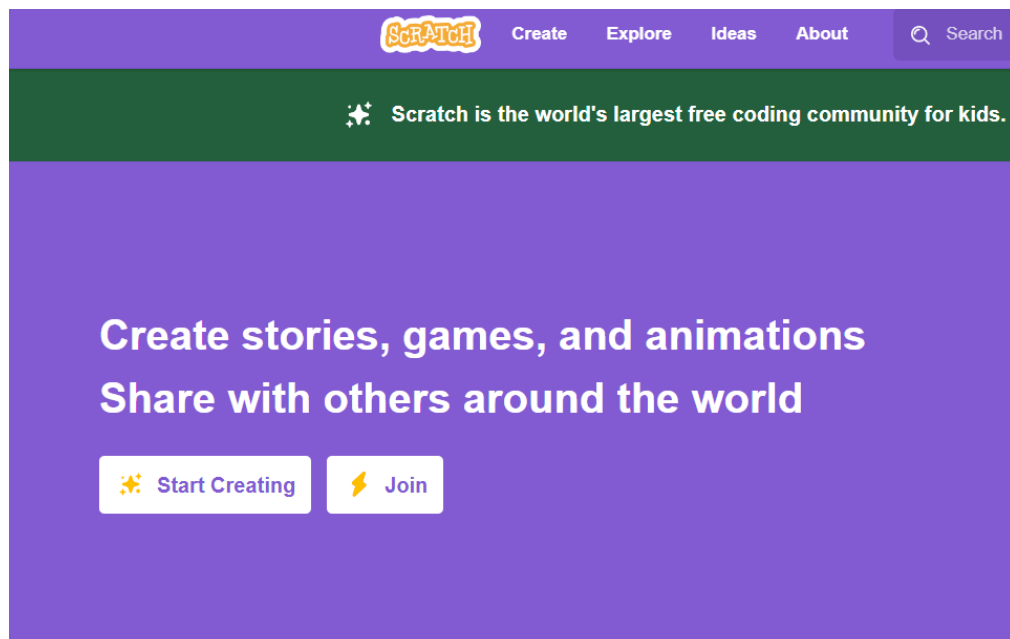 SCRATCH Create Explore Ideas About Search
Scratch is the world's largest free coding community for kids.
Create stories, games, and animations
Share with others around the world
Start Creating Join